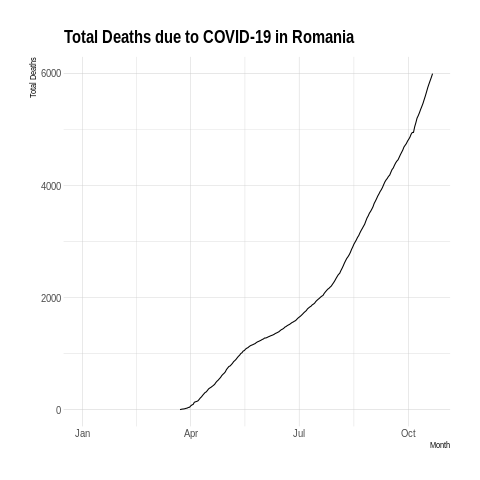 Total Deaths due to COVID-19 in Romania
Total Deaths
6000
4000
2000
0
Jan Apr Jul Oct
Month